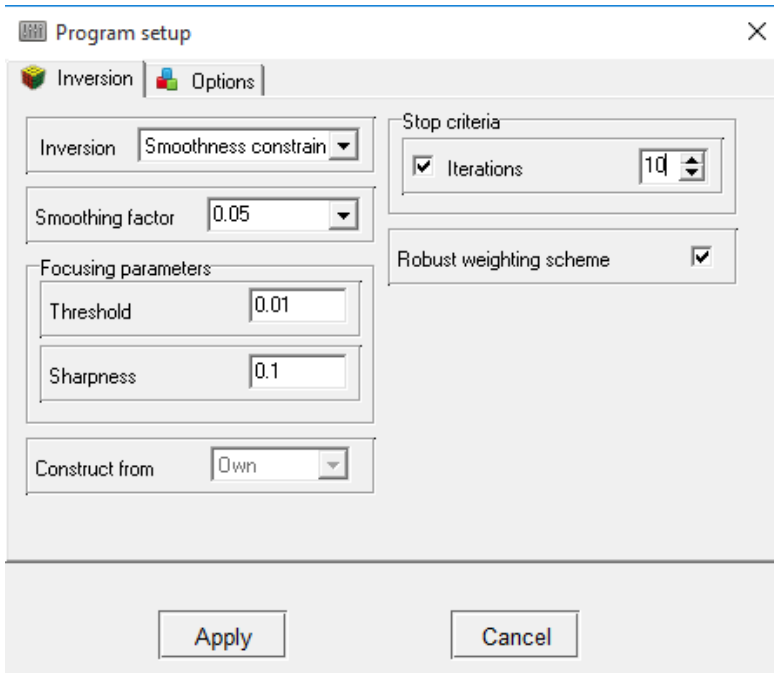 Program setup
Inversion
Options
Inversion
Smoothness constrain
Smoothing factor
0.05
Focusing parameters
Threshold
0.01
Sharpness
0.1
Construct from
Own
Stop criteria
Iterations
10
Robust weighting scheme
Apply
Cancel